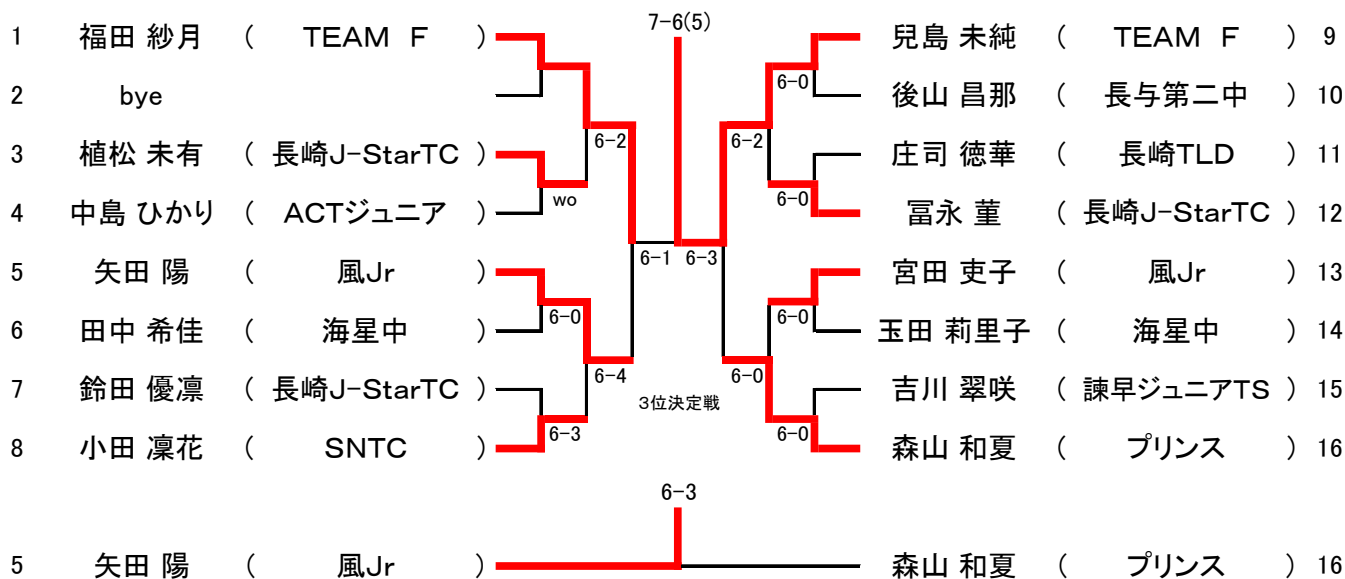 7-6(5)
1 福田 紗月 ( TEAM F ) 兒島 未純 ( TEAM F ) 9
6-0
2 bye 後山 昌那 ( 長与第二中 ) 10
6-2 6-2
3 植松 未有 ( 長崎J-StarTC ) 庄司 徳華 ( 長崎TLD ) 11
wo 6-0
4 中島 ひかり ( ACTジュニア ) 冨永 菫 ( 長崎J-StarTC ) 12
6-1 6-3
5 矢田 陽 ( 風Jr ) 宮田 吏子 ( 風Jr ) 13
6-0 6-0
6 田中 希佳 ( 海星中 ) 玉田 莉里子 ( 海星中 ) 14
6-4 6-0
7 鈴田 優凛 ( 長崎J-StarTC ) 吉川 翠咲 ( 諫早ジュニアTS ) 15
3位決定戦
6-3 6-0
8 小田 凜花 ( SNTC ) 森山 和夏 ( プリンス ) 16
6-3
5 矢田 陽 ( 風Jr ) 森山 和夏 ( プリンス ) 16